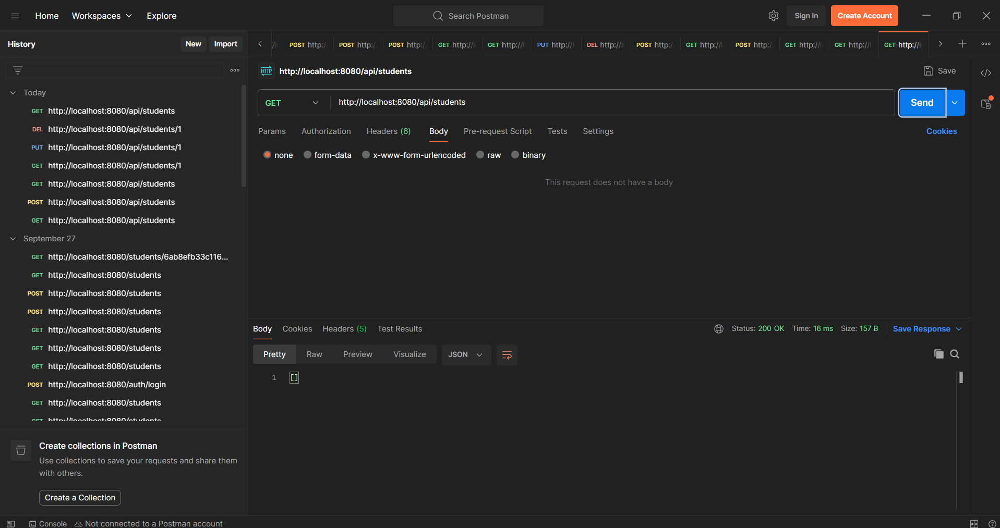 Home Workspaces Explore
Search Postman
Sign In Create Account
History New Import
POST http:/ POST http:/ POST http:/ GET http://l GET http://l PUT http://l DEL http://l POST http:/ GET http://l POST http:/ GET http://l GET http://l GET http://l
HTTP http://localhost:8080/api/students Save
GET http://localhost:8080/api/students Send
Params Authorization Headers (6) Body Pre-request Script Tests Settings Cookies
none form-data x-www-form-urlencoded raw binary
This request does not have a body
Today
GET http://localhost:8080/api/students
DEL http://localhost:8080/api/students/1
PUT http://localhost:8080/api/students/1
GET http://localhost:8080/api/students/1
GET http://localhost:8080/api/students
POST http://localhost:8080/api/students
GET http://localhost:8080/api/students
September 27
GET http://localhost:8080/students/6ab8efb33c116...
GET http://localhost:8080/students
POST http://localhost:8080/students
POST http://localhost:8080/students
GET http://localhost:8080/students
GET http://localhost:8080/students
GET http://localhost:8080/students
POST http://localhost:8080/auth/login
GET http://localhost:8080/students
GET http://localhost:8080/students
Create collections in Postman
Use collections to save your requests and share them
with others.
Create a Collection
Body Cookies Headers (5) Test Results Status: 200 OK Time: 16 ms Size: 157 B Save Response
Pretty Raw Preview Visualize JSON
1 []
Console Not connected to a Postman account